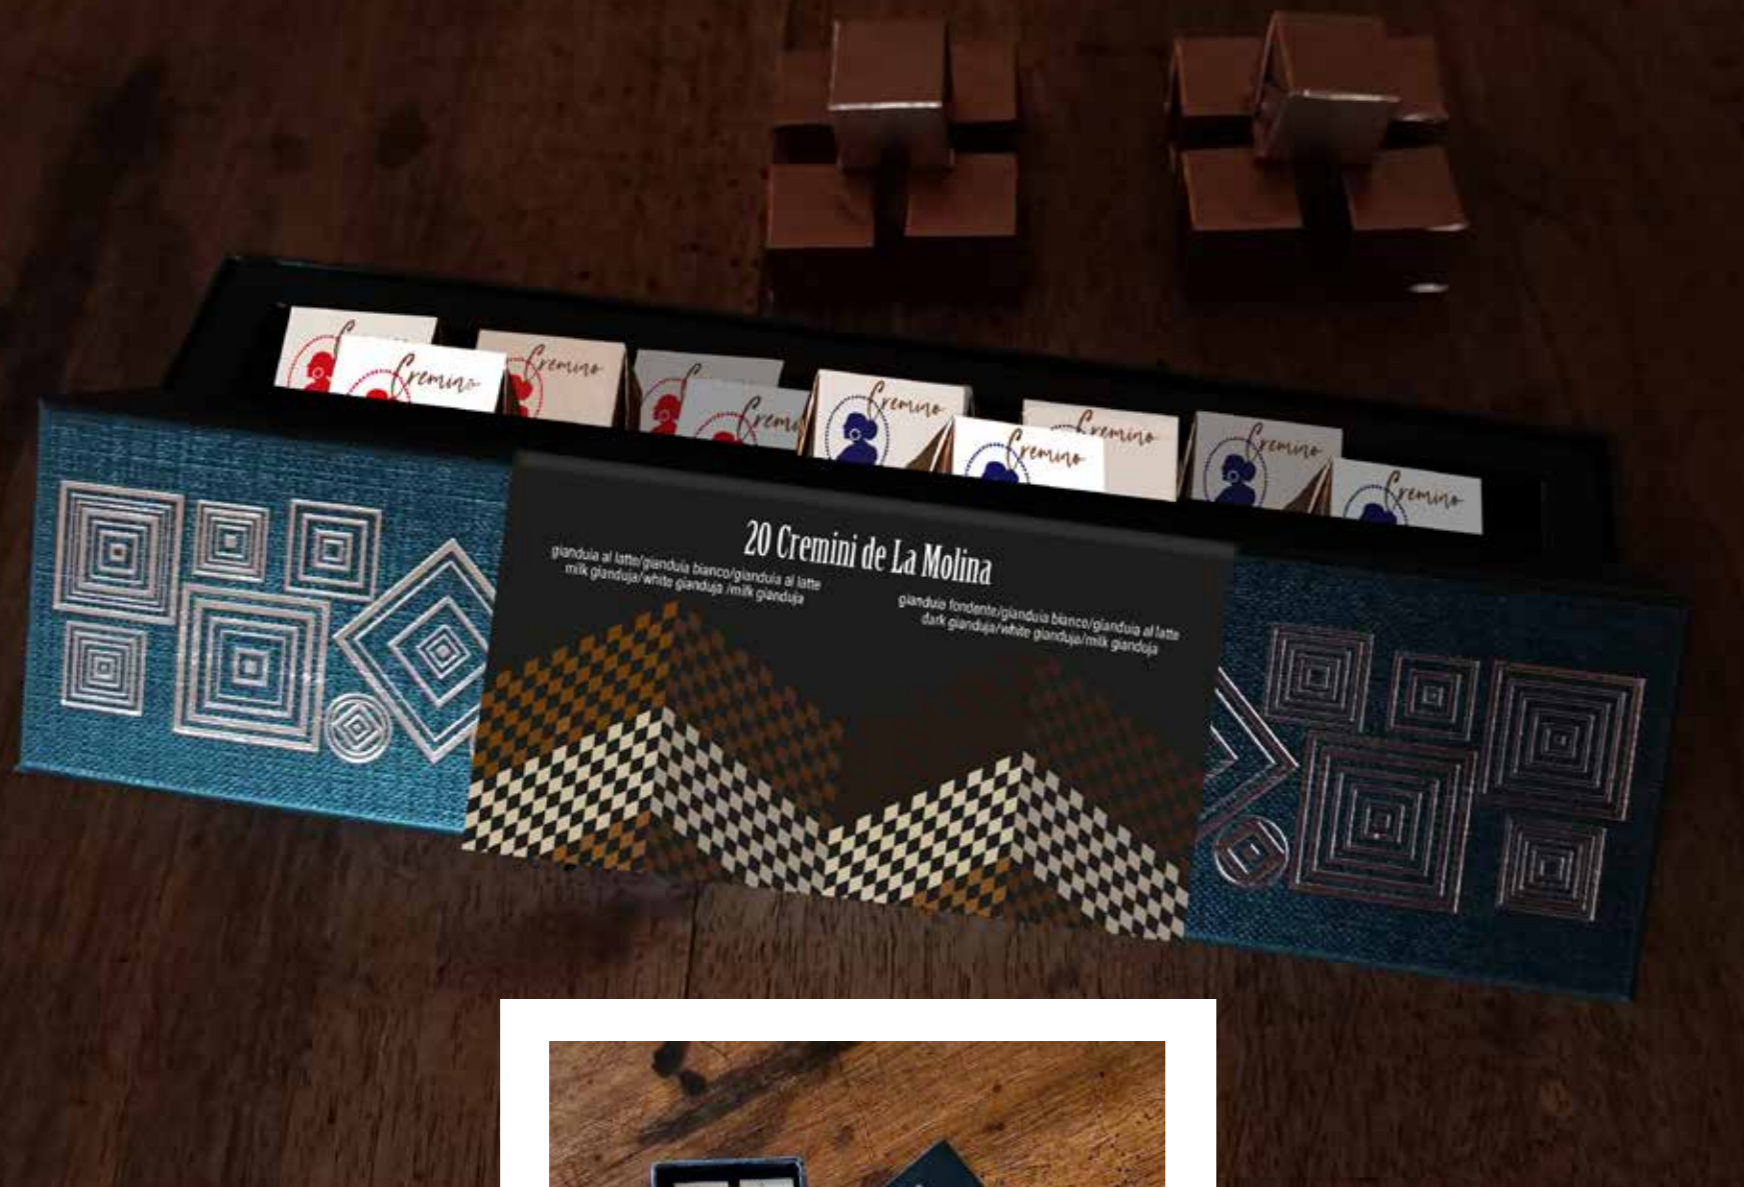 Cremino
Cremino
Cremino
Cremi
Cremino
Cremino
Cremino
Cremino
Cremino
20 Cremini de La Molina
gianduia al latte/gianduia bianco/gianduia al latte
milk gianduja/white gianduja /milk gianduja
gianduia fondente/gianduia bianco/gianduia al latte
dark gianduja/white gianduja/milk gianduja